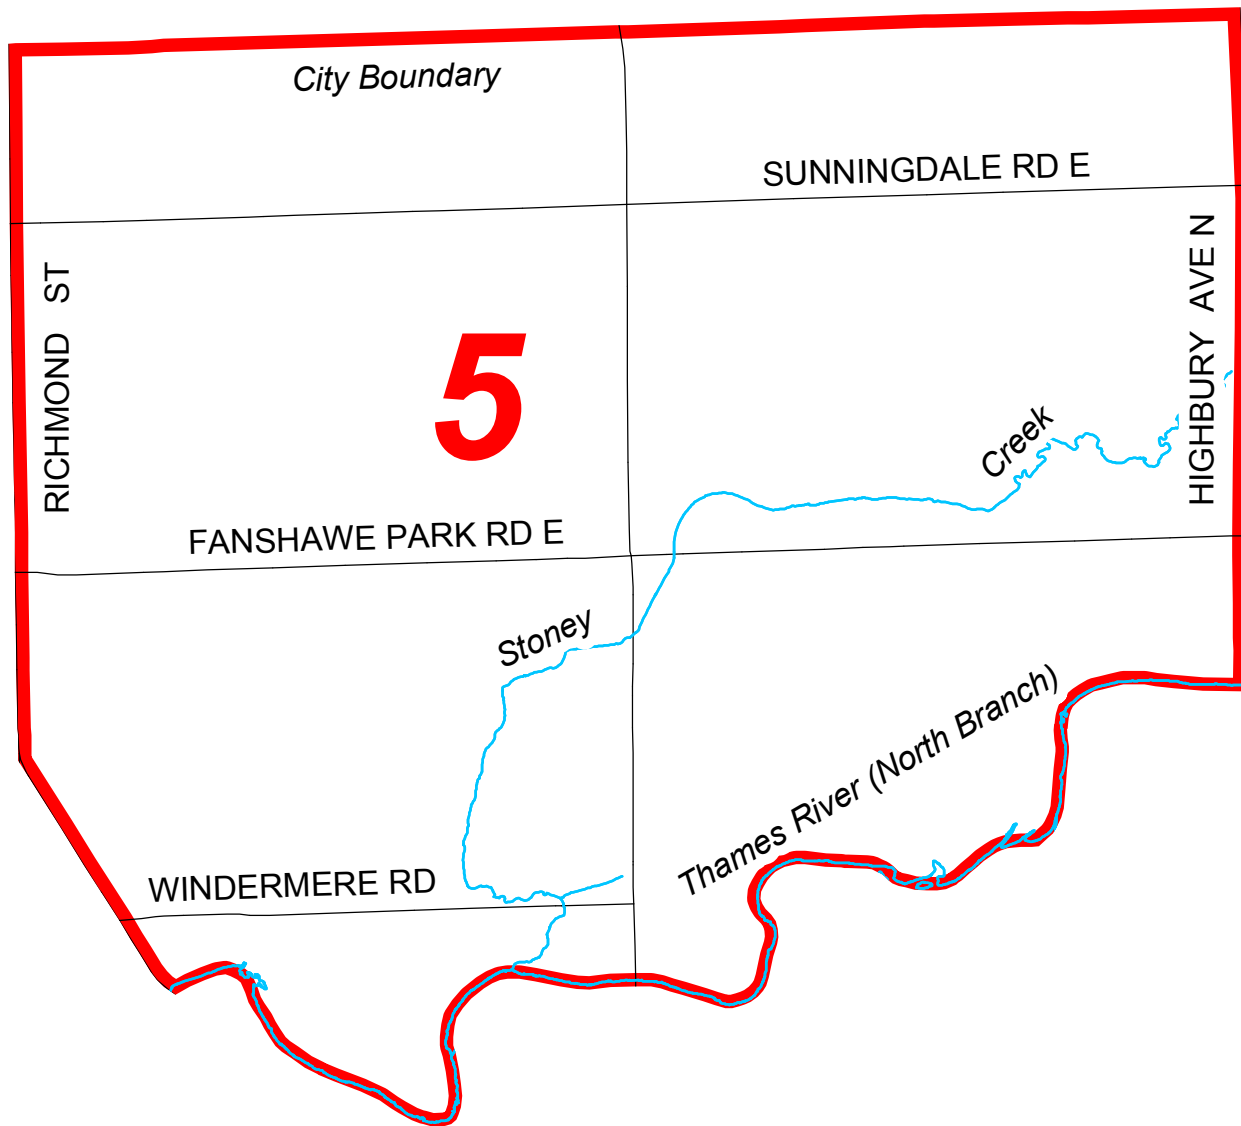 City Boundary
SUNNINGDALE RD E
RICHMOND ST
HIGHBURY AVE N
5
Creek
FANSHAWE PARK RD E
Stoney
Thames River (North Branch)
WINDERMERE RD